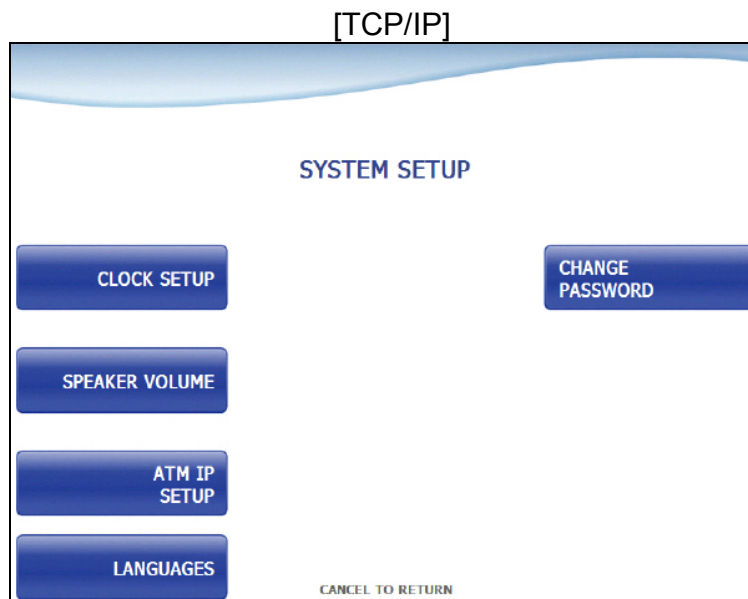 [TCP/IP]
SYSTEM SETUP
CLOCK SETUP
CHANGE
PASSWORD
SPEAKER VOLUME
ATM IP
SETUP
LANGUAGES
CANCEL TO RETURN